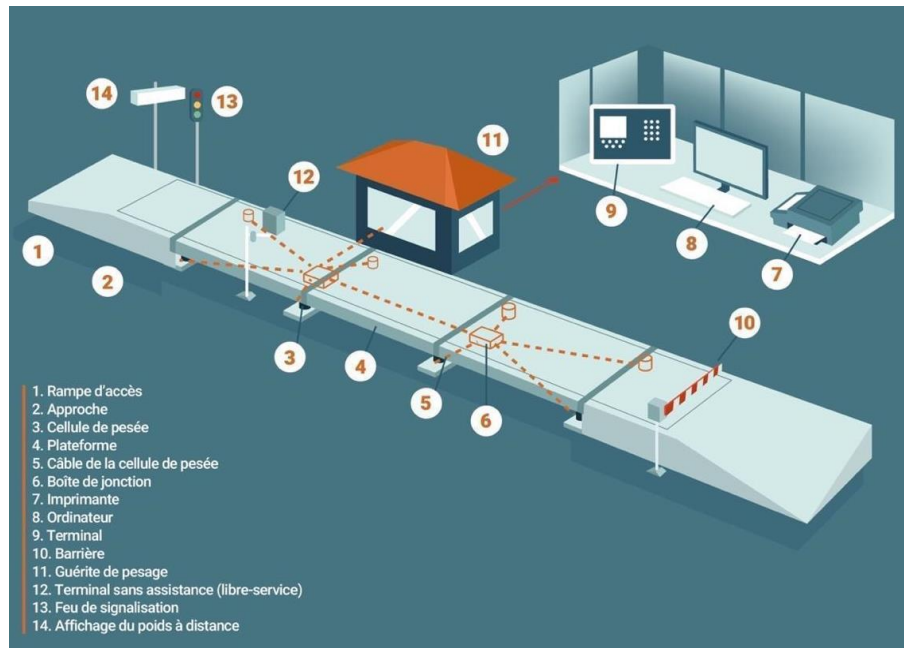 14
13
12
11
9
8
7
1
2
3
4
5
6
10
1. Rampe d'accès
2. Approche
3. Cellule de pesée
4. Plateforme
5. Câble de la cellule de pesée
6. Boîte de jonction
7. Imprimante
8. Ordinateur
9. Terminal
10. Barrière
11. Guérite de pesage
12. Terminal sans assistance (libre-service)
13. Feu de signalisation
14. Affichage du poids à distance